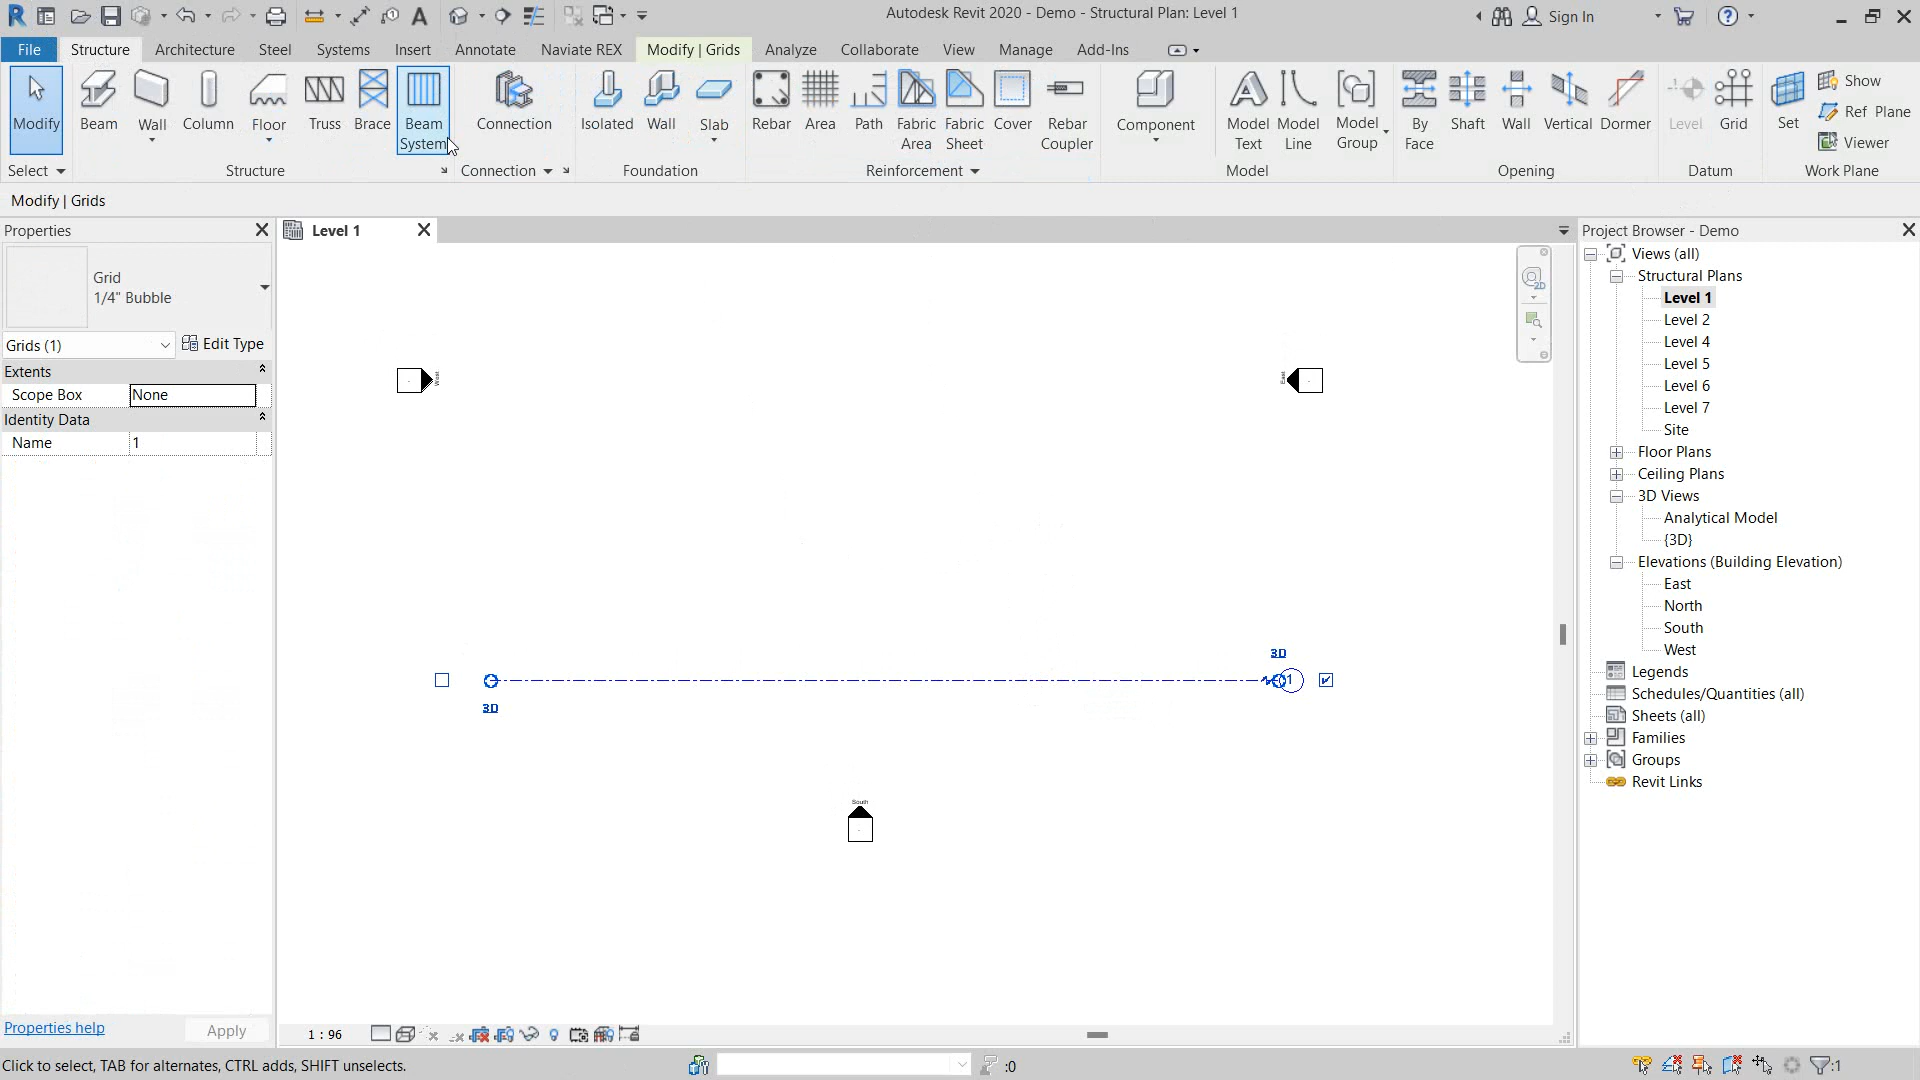 Autodesk Revit 2020 - Demo - Structural Plan: Level 1
Sign In
File
Structure
Architecture
Steel
Systems
Insert
Annotate
Naviate REX
Modify | Grids
Analyze
Collaborate
View
Manage
Add-Ins
Modify
Beam
Wall
Column
Floor
Truss
Brace
Beam
System
Connection
Isolated
Wall
Slab
Rebar
Area
Path
Fabric
Area
Fabric
Sheet
Cover
Rebar
Coupler
Component
Model
Text
Model
Line
Model
Group
By
Face
Shaft
Wall
Vertical
Dormer
Level
Grid
Set
Show
Ref Plane
Viewer
Select
Structure
Connection
Foundation
Reinforcement
Model
Opening
Datum
Work Plane
Modify | Grids
Properties
Grid
1/4" Bubble
Grids (1)
Edit Type
Extents
Scope Box
None
Identity Data
Name
1
Properties help
Apply
Level 1
2D
West
East
3D
1
3D
South
1 : 96
Project Browser - Demo
Views (all)
Structural Plans
Level 1
Level 2
Level 4
Level 5
Level 6
Level 7
Site
Floor Plans
Ceiling Plans
3D Views
Analytical Model
{3D}
Elevations (Building Elevation)
East
North
South
West
Legends
Schedules/Quantities (all)
Sheets (all)
Families
Groups
Revit Links
Click to select, TAB for alternates, CTRL adds, SHIFT unselects.
:0
:1